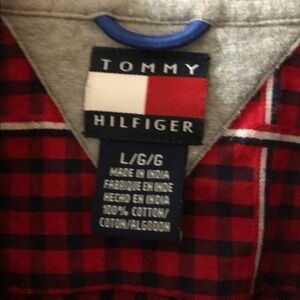 TOMMY
HILFIGER
L/G/G
MADE IN INDIA
FABRIQUE EN INDE
HECHO EN INDIA
100% COTTON/
COTON/ALGODON